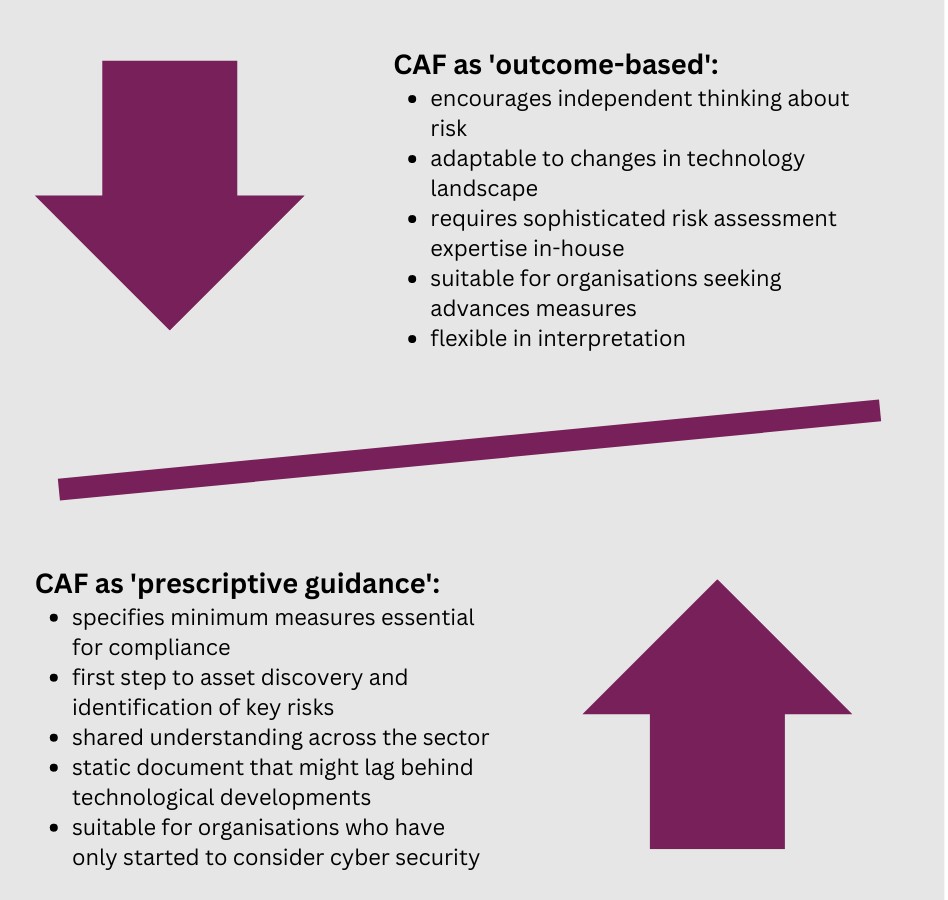 CAF as 'outcome-based':
• encourages independent thinking about
risk
• adaptable to changes in technology
landscape
• requires sophisticated risk assessment
expertise in-house
• suitable for organisations seeking
advances measures
• flexible in interpretation
CAF as 'prescriptive guidance':
• specifies minimum measures essential
for compliance
• first step to asset discovery and
identification of key risks
• shared understanding across the sector
• static document that might lag behind
technological developments
• suitable for organisations who have
only started to consider cyber security